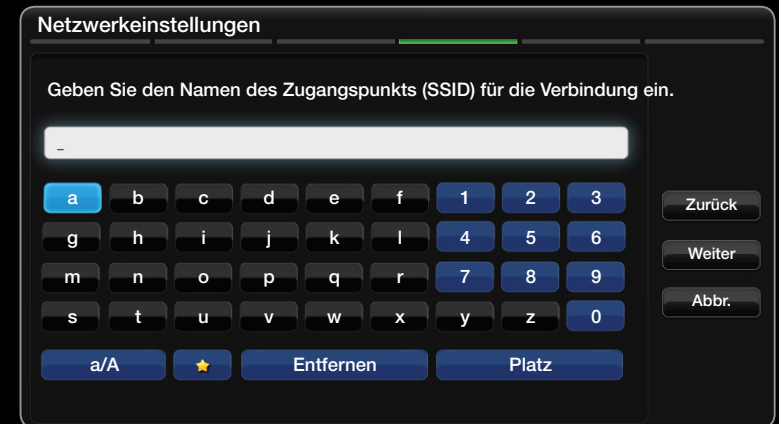 Netzwerkeinstellungen
Geben Sie den Namen des Zugangspunkts (SSID) für die Verbindung ein.
_
a b c d e f 1 2 3
g h i j k l 4 5 6
m n o p q r 7 8 9
s t u v w x y z 0
a/A Entfernen Platz
Zurück
Weiter
Abbr.